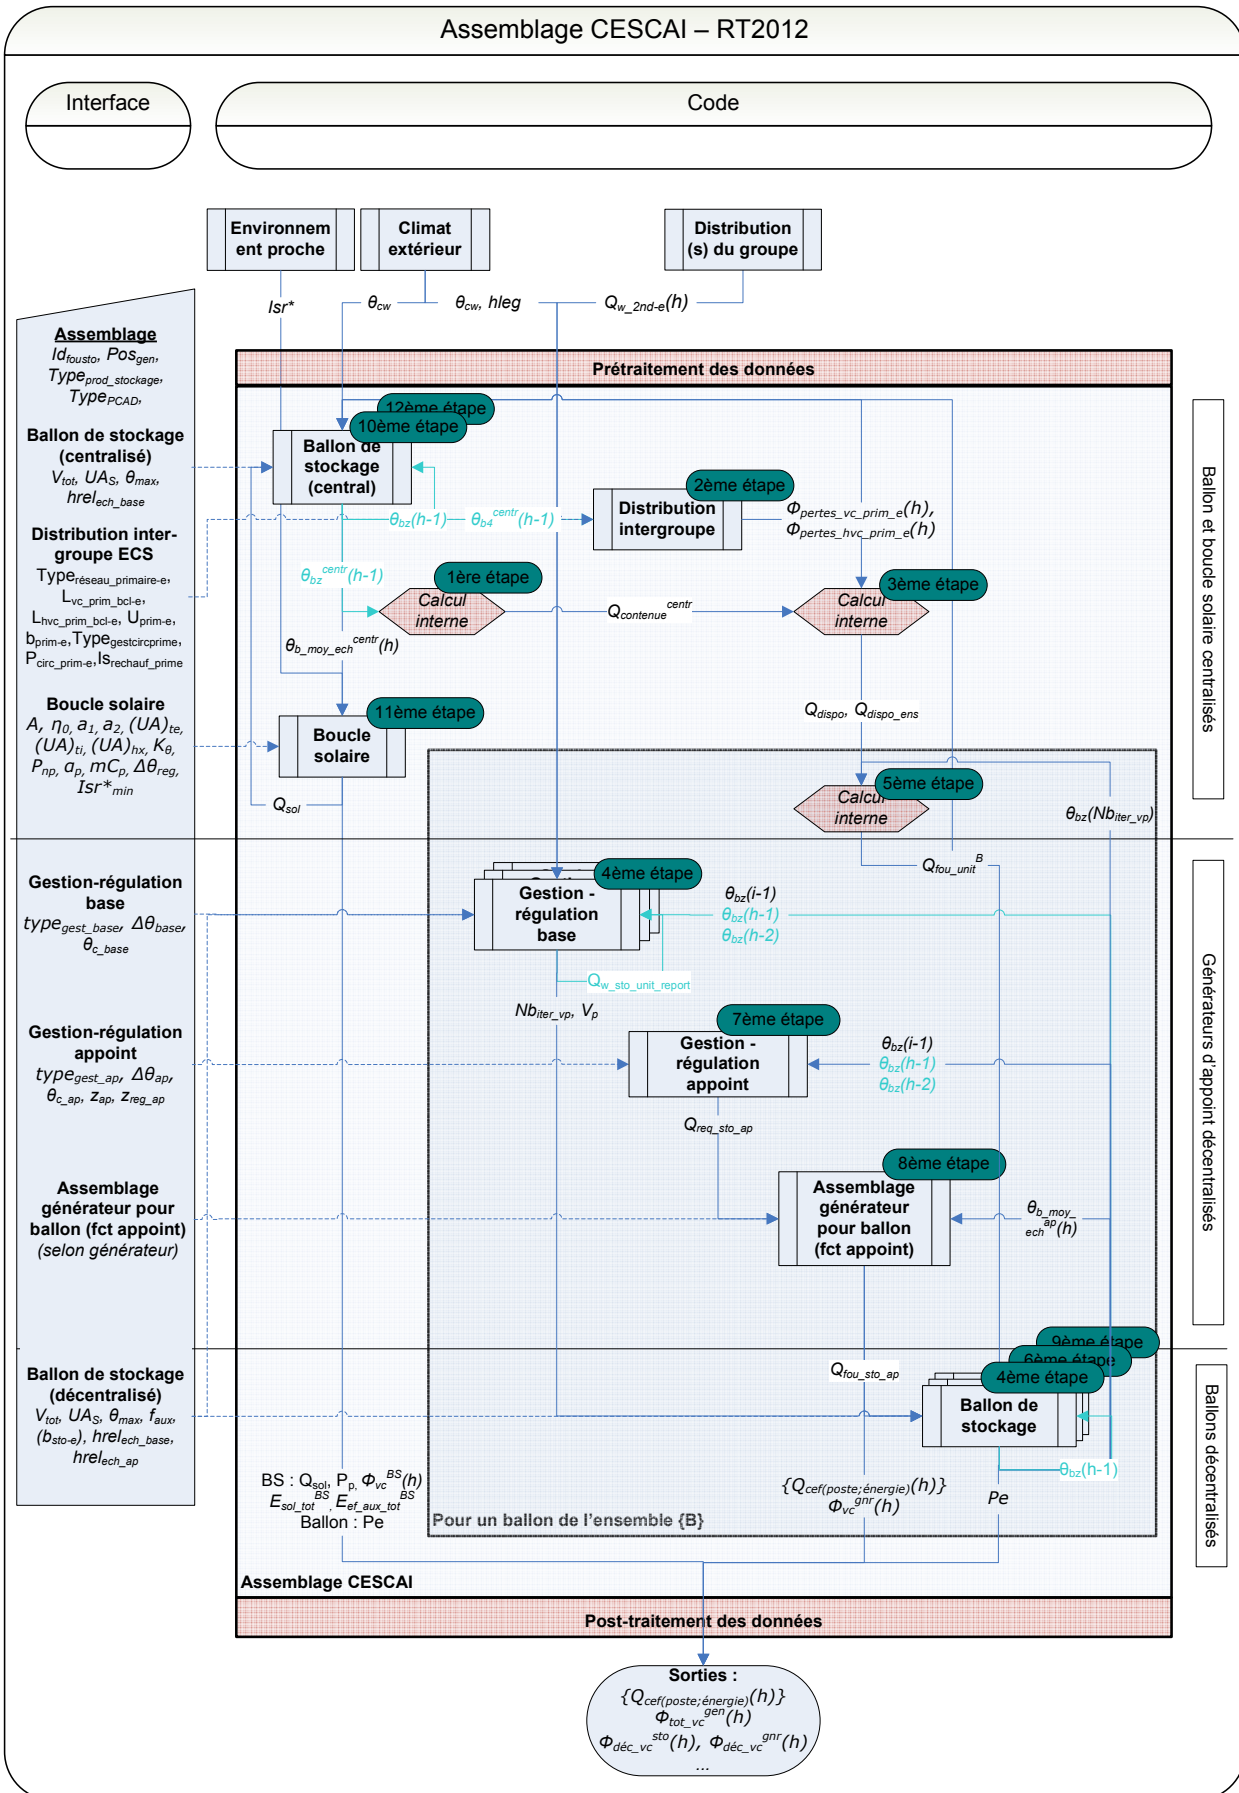 Assemblage CESCAI – RT2012
Interface
Code
Environnem
ent proche
Climat
extérieur
Distribution
(s) du groupe
Isr*
θcw
θcw, hleg
Qw_2nd-e(h)
Assemblage
Idfousto, Posgen,
Typeprod_stockage,
TypePCAD,
Ballon de stockage
(centralisé)
Vtot, UAS, θmax,
hrelech_base
Distribution inter-
groupe ECS
Typeréseau_primaire-e,
Lvc_prim_bcl-e,
Lhvc_prim_bcl-e, Uprim-e,
bprim-e,Typegestcircprime,
Pcirc_prim-e,Isrechauf_prime
Boucle solaire
A, η0, a1, a2, (UA)te,
(UA)ti, (UA)hx, Kθ,
Pnp, ap, mCp, Δθreg,
Isr*min
Gestion-régulation
base
typegest_base, Δθbase,
θc_base
Gestion-régulation
appoint
typegest_ap, Δθap,
θc_ap, zap, zreg_ap
Assemblage
générateur pour
ballon (fct appoint)
(selon générateur)
Ballon de stockage
(décentralisé)
Vtot, UAS, θmax, faux,
(bsto-e), hrelech_base,
hrelech_ap
Prétraitement des données
12ème étape
10ème étape
Ballon de
stockage
(central)
θbz(h-1)
θb4centr(h-1)
2ème étape
Distribution
intergroupe
Φpertes_vc_prim_e(h),
Φpertes_hvc_prim_e(h)
θbzcentr(h-1)
1ère étape
Calcul
interne
Qcontenuecentr
3ème étape
Calcul
interne
θb_moy_echcentr(h)
11ème étape
Boucle
solaire
Qsol
Qdispo, Qdispo_ens
5ème étape
Calcul
interne
θbz(Nbiter_vp)
Qfou_unitB
4ème étape
Gestion -
régulation
base
θbz(i-1)
θbz(h-1)
θbz(h-2)
Qw_sto_unit_report
Nbiter_vp, Vp
7ème étape
Gestion -
régulation
appoint
θbz(i-1)
θbz(h-1)
θbz(h-2)
Qreq_sto_ap
8ème étape
Assemblage
générateur
pour ballon
(fct appoint)
θb_moy_
echap(h)
9ème étape
6ème étape
4ème étape
Ballon de
stockage
Qfou_sto_ap
θbz(h-1)
BS : Qsol, Pp, ΦvcBS(h)
Esol_totBS, Eef_aux_totBS
Ballon : Pe
{Qcef(poste;énergie)(h)}
Φvcgnr(h)
Pe
Pour un ballon de l’ensemble {B}
Assemblage CESCAI
Post-traitement des données
Sorties :
{Qcef(poste;énergie)(h)}
Φtot_vcgen(h)
Φdéc_vcsto(h), Φdéc_vcgnr(h)
...
Ballon et boucle solaire centralisés
Générateurs d’appoint décentralisés
Ballons décentralisés